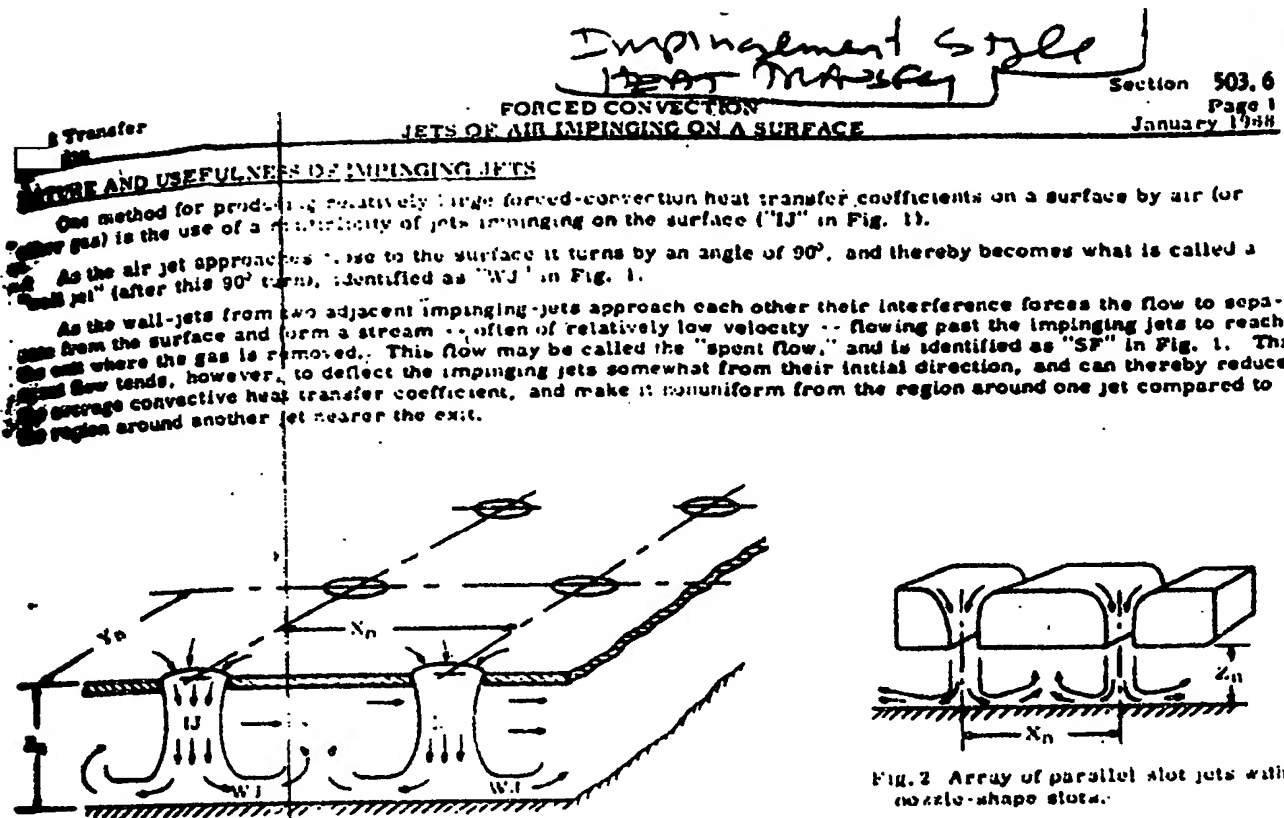 Impingement Style
HEAT TRANSFER
Section 503.6
FORCED CONVECTION
Page 1
Transfer
JETS OF AIR IMPINGING ON A SURFACE
January 1988
AND USEFULNESS OF IMPINGING JETS
One method for producing relatively large forced-convection heat transfer coefficients on a surface by air (or
other gas) is the use of a multiplicity of jets impinging on the surface ("IJ" in Fig. 1).
As the air jet approaches close to the surface it turns by an angle of 90°, and thereby becomes what is called a
"wall jet" (after this 90° turn), identified as "WJ" in Fig. 1.
As the wall-jets from two adjacent impinging-jets approach each other their interference forces the flow to sepa-
from the surface and form a stream -- often of relatively low velocity -- flowing past the impinging jets to reach
the exit where the gas is removed. This flow may be called the "spent flow," and is identified as "SF" in Fig. 1. This
flow tends, however, to deflect the impinging jets somewhat from their initial direction, and can thereby reduce
average convective heat transfer coefficient, and make it nonuniform from the region around one jet compared to
region around another jet nearer the exit.
Xn
Yn
Zn
IJ
WJ
WJ
Zn
Xn
Fig. 2 Array of parallel slot jets with
nozzle-shape slots.